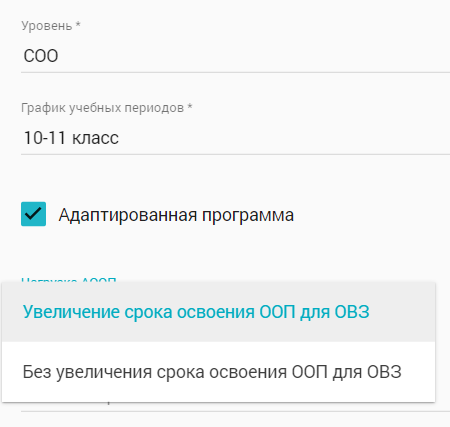 Уровень *
СОО
График учебных периодов *
10-11 класс
Адаптированная программа
Увеличение срока освоения ООП для ОВЗ
Без увеличения срока освоения ООП для ОВЗ